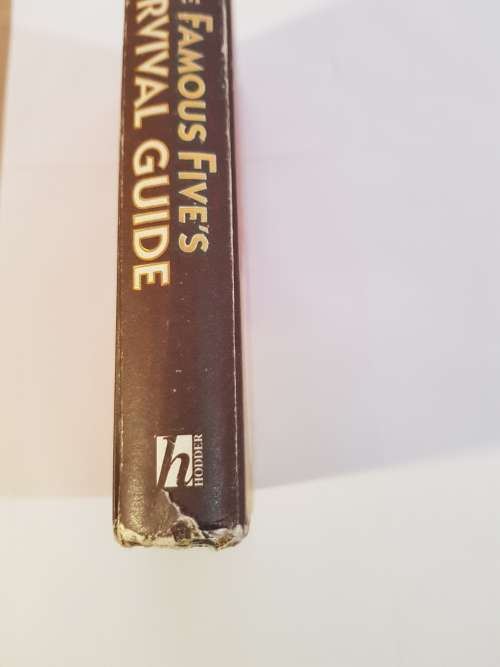 FAMOUS FIVE'S
RVIVAL GUIDE
h
HODDER